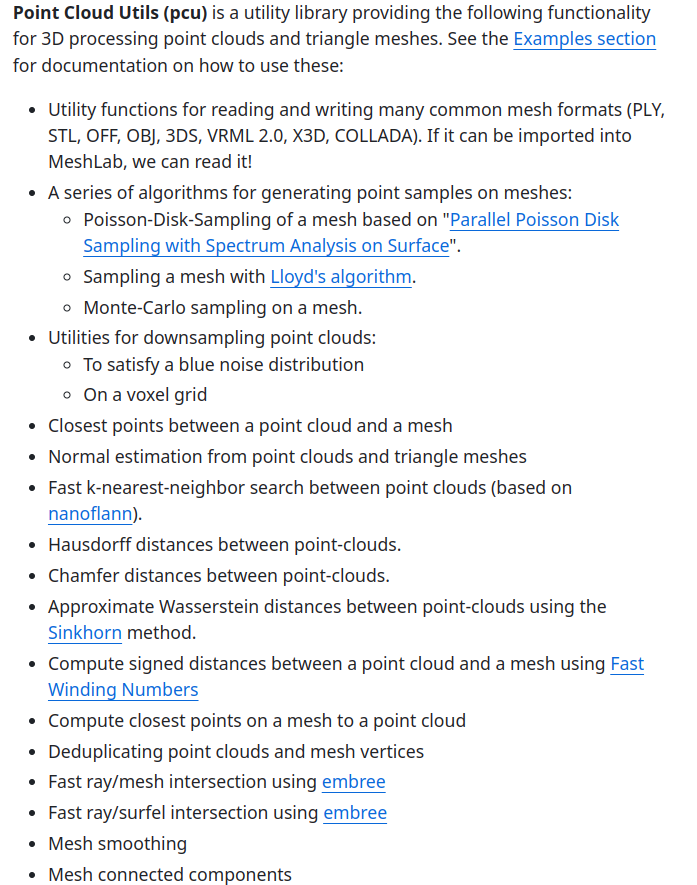 Point Cloud Utils (pcu) is a utility library providing the following functionality
for 3D processing point clouds and triangle meshes. See the Examples section
for documentation on how to use these:
• Utility functions for reading and writing many common mesh formats (PLY,
STL, OFF, OBJ, 3DS, VRML 2.0, X3D, COLLADA). If it can be imported into
MeshLab, we can read it!
• A series of algorithms for generating point samples on meshes:
◦ Poisson-Disk-Sampling of a mesh based on "Parallel Poisson Disk
Sampling with Spectrum Analysis on Surface".
◦ Sampling a mesh with Lloyd's algorithm.
◦ Monte-Carlo sampling on a mesh.
• Utilities for downsampling point clouds:
◦ To satisfy a blue noise distribution
◦ On a voxel grid
• Closest points between a point cloud and a mesh
• Normal estimation from point clouds and triangle meshes
• Fast k-nearest-neighbor search between point clouds (based on
nanoflann).
• Hausdorff distances between point-clouds.
• Chamfer distances between point-clouds.
• Approximate Wasserstein distances between point-clouds using the
Sinkhorn method.
• Compute signed distances between a point cloud and a mesh using Fast
Winding Numbers
• Compute closest points on a mesh to a point cloud
• Deduplicating point clouds and mesh vertices
• Fast ray/mesh intersection using embree
• Fast ray/surfel intersection using embree
• Mesh smoothing
• Mesh connected components